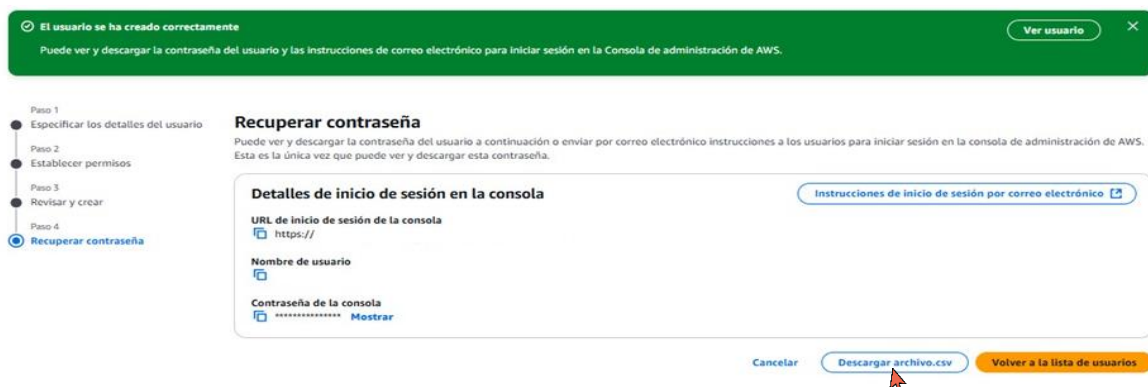 El usuario se ha creado correctamente
Ver usuario
Puede ver y descargar la contraseña del usuario y las instrucciones de correo electrónico para iniciar sesión en la Consola de administración de AWS.
Paso 1
Especificar los detalles del usuario
Paso 2
Establecer permisos
Paso 3
Revisar y crear
Paso 4
Recuperar contraseña
Recuperar contraseña
Puede ver y descargar la contraseña del usuario a continuación o enviar por correo electrónico instrucciones a los usuarios para iniciar sesión en la consola de administración de AWS.
Esta es la única vez que puede ver y descargar esta contraseña.
Detalles de inicio de sesión en la consola
Instrucciones de inicio de sesión por correo electrónico
URL de inicio de sesión de la consola
https://
Nombre de usuario
Contraseña de la consola
*************** Mostrar
Cancelar
Descargar archivo.csv
Volver a la lista de usuarios